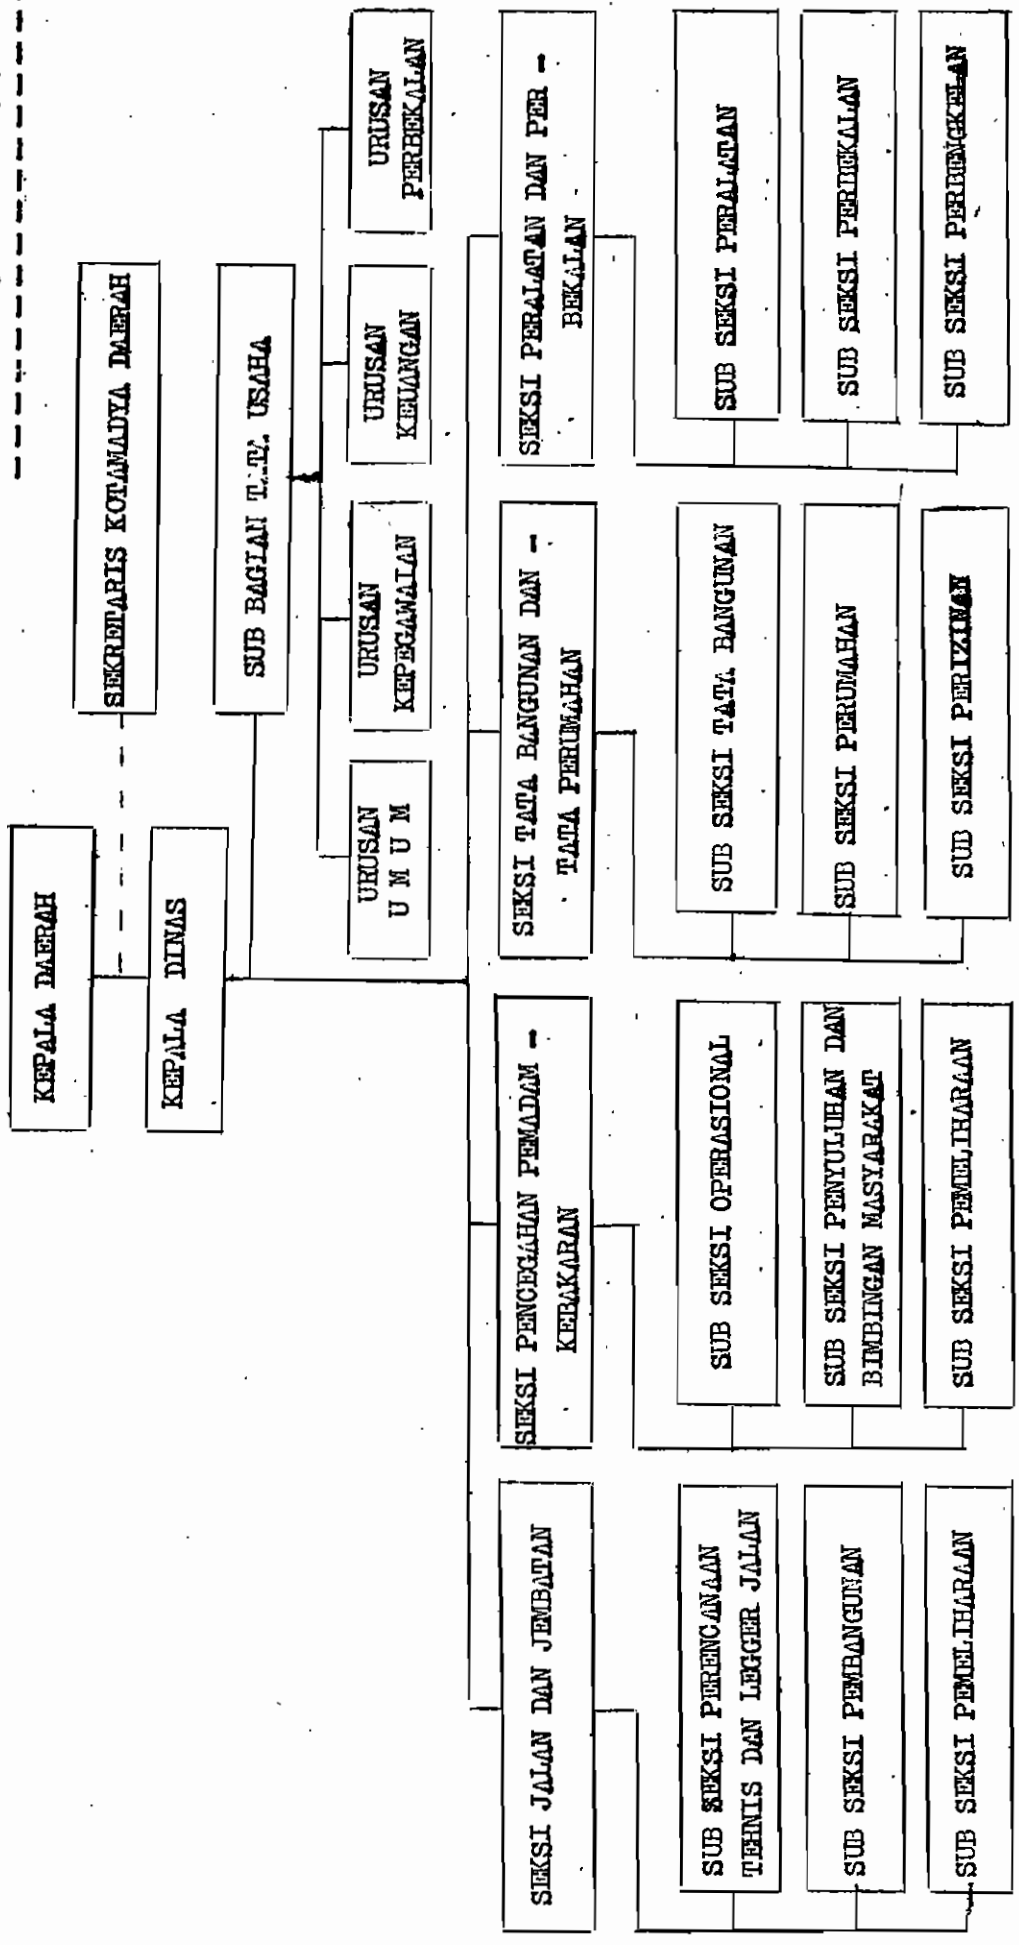 KEPALA DAERAH
SEKRETARIS KOTAMADYA DAERAH
KEPALA DINAS
SUB BAGIAN TATA USAHA
URUSAN
U M U M
URUSAN
KEPEGAWAIAN
URUSAN
KEUANGAN
URUSAN
PERBEKALAN
SEKSI JALAN DAN JEMBATAN
SEKSI PENCEGAHAN PEMADAM -
KEBAKARAN
SEKSI TATA BANGUNAN DAN -
TATA PERUMAHAN
SEKSI PERALATAN DAN PER -
BEKALAN
SUB SEKSI PERENCANAAN
TEHNIS DAN LEGGER JALAN
SUB SEKSI PEMBANGUNAN
SUB SEKSI PEMELIHARAAN
SUB SEKSI OPERASIONAL
SUB SEKSI PENYULUHAN DAN
BIMBINGAN MASYARAKAT
SUB SEKSI PEMELIHARAAN
SUB SEKSI TATA BANGUNAN
SUB SEKSI PERUMAHAN
SUB SEKSI PERIZINAN
SUB SEKSI PERALATAN
SUB SEKSI PERBEKALAN
SUB SEKSI PERBENGKELAN